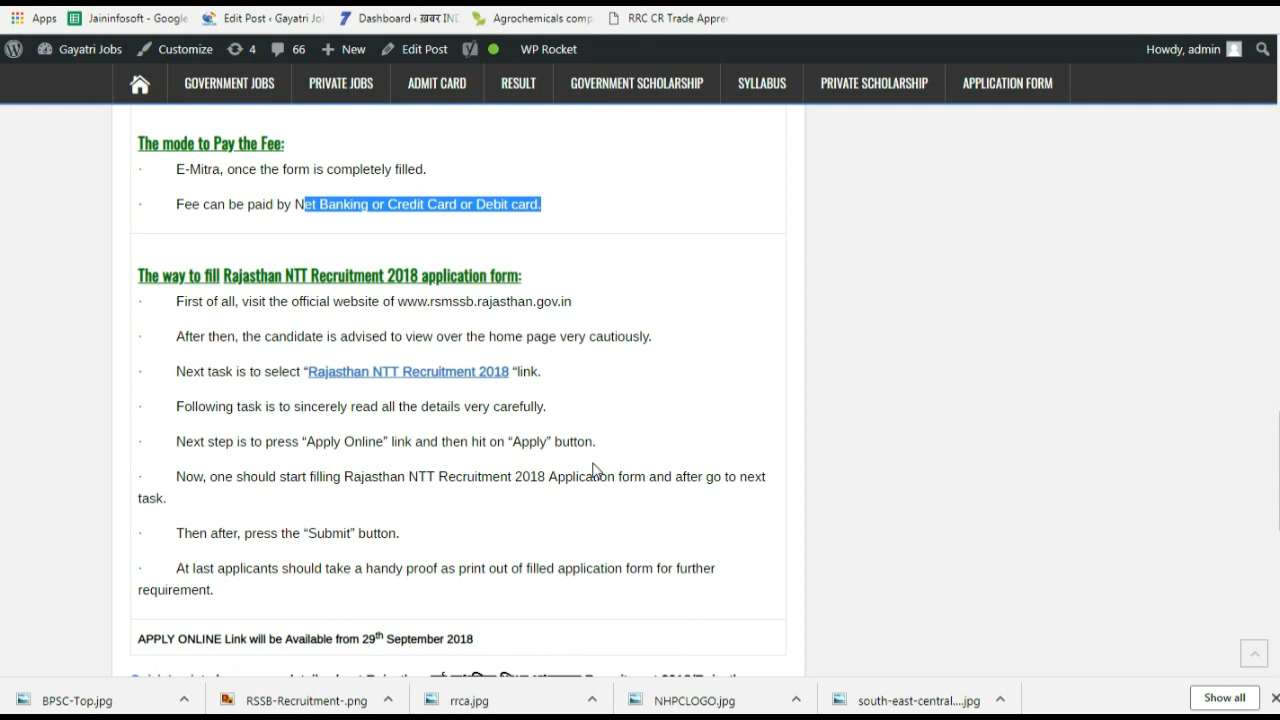 Apps Jaininfosoft - Google Edit Post ‹ Gayatri Jo Dashboard ‹ ख़बर IND Agrochemicals comp RRC CR Trade Appre
Gayatri Jobs Customize 4 66 New Edit Post WP Rocket Howdy, admin
GOVERNMENT JOBS PRIVATE JOBS ADMIT CARD RESULT GOVERNMENT SCHOLARSHIP SYLLABUS PRIVATE SCHOLARSHIP APPLICATION FORM
The mode to Pay the Fee:
· E-Mitra, once the form is completely filled.
· Fee can be paid by Net Banking or Credit Card or Debit card.
The way to fill Rajasthan NTT Recruitment 2018 application form:
· First of all, visit the official website of www.rsmssb.rajasthan.gov.in
· After then, the candidate is advised to view over the home page very cautiously.
· Next task is to select “Rajasthan NTT Recruitment 2018 “link.
· Following task is to sincerely read all the details very carefully.
· Next step is to press “Apply Online” link and then hit on “Apply” button.
· Now, one should start filling Rajasthan NTT Recruitment 2018 Application form and after go to next
task.
· Then after, press the “Submit” button.
· At last applicants should take a handy proof as print out of filled application form for further
requirement.
APPLY ONLINE Link will be Available from 29th September 2018
BPSC-Top.jpg RSSB-Recruitment-.png rrca.jpg NHPCLOGO.jpg south-east-central....jpg Show all